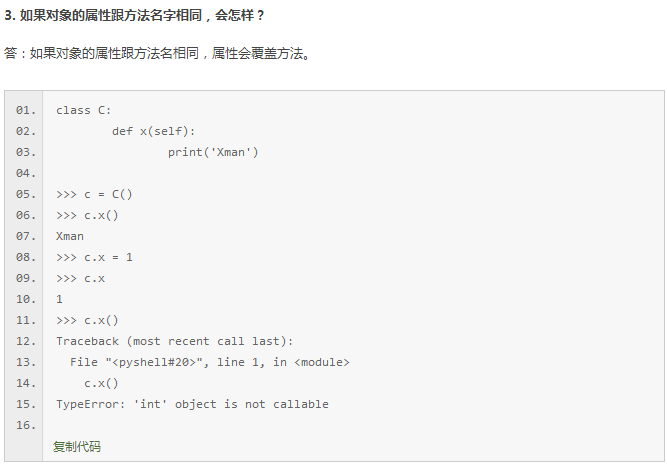 3. 如果对象的属性跟方法名字相同，会怎样？
答：如果对象的属性跟方法名相同，属性会覆盖方法。
01. class C:
02.         def x(self):
03.                 print('Xman')
04.
05. >>> c = C()
06. >>> c.x()
07. Xman
08. >>> c.x = 1
09. >>> c.x
10. 1
11. >>> c.x()
12. Traceback (most recent call last):
13.   File "<pyshell#20>", line 1, in <module>
14.     c.x()
15. TypeError: 'int' object is not callable
16.
复制代码